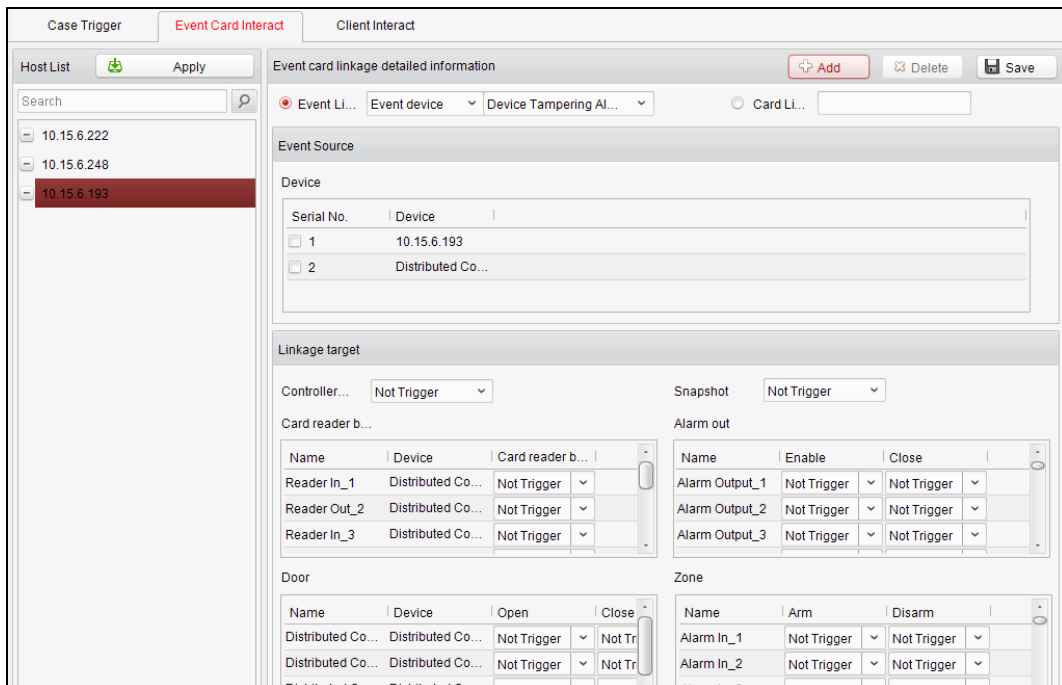 Case Trigger Event Card Interact Client Interact
Host List Apply Event card linkage detailed information Add Delete Save
Search Event Li... Event device Device Tampering Al... Card Li...
10.15.6.222
Event Source
10.15.6.248
Device
10.15.6.193
Serial No. Device
1 10.15.6.193
2 Distributed Co...
Linkage target
Controller... Not Trigger Snapshot Not Trigger
Card reader b... Alarm out
Name Device Card reader b... Name Enable Close
Reader In_1 Distributed Co... Not Trigger Alarm Output_1 Not Trigger Not Trigger
Reader Out_2 Distributed Co... Not Trigger Alarm Output_2 Not Trigger Not Trigger
Reader In_3 Distributed Co... Not Trigger Alarm Output_3 Not Trigger Not Trigger
Door Zone
Name Device Open Close Name Arm Disarm
Distributed Co... Distributed Co... Not Trigger Not Tr Alarm In_1 Not Trigger Not Trigger
Distributed Co... Distributed Co... Not Trigger Not Tr Alarm In_2 Not Trigger Not Trigger